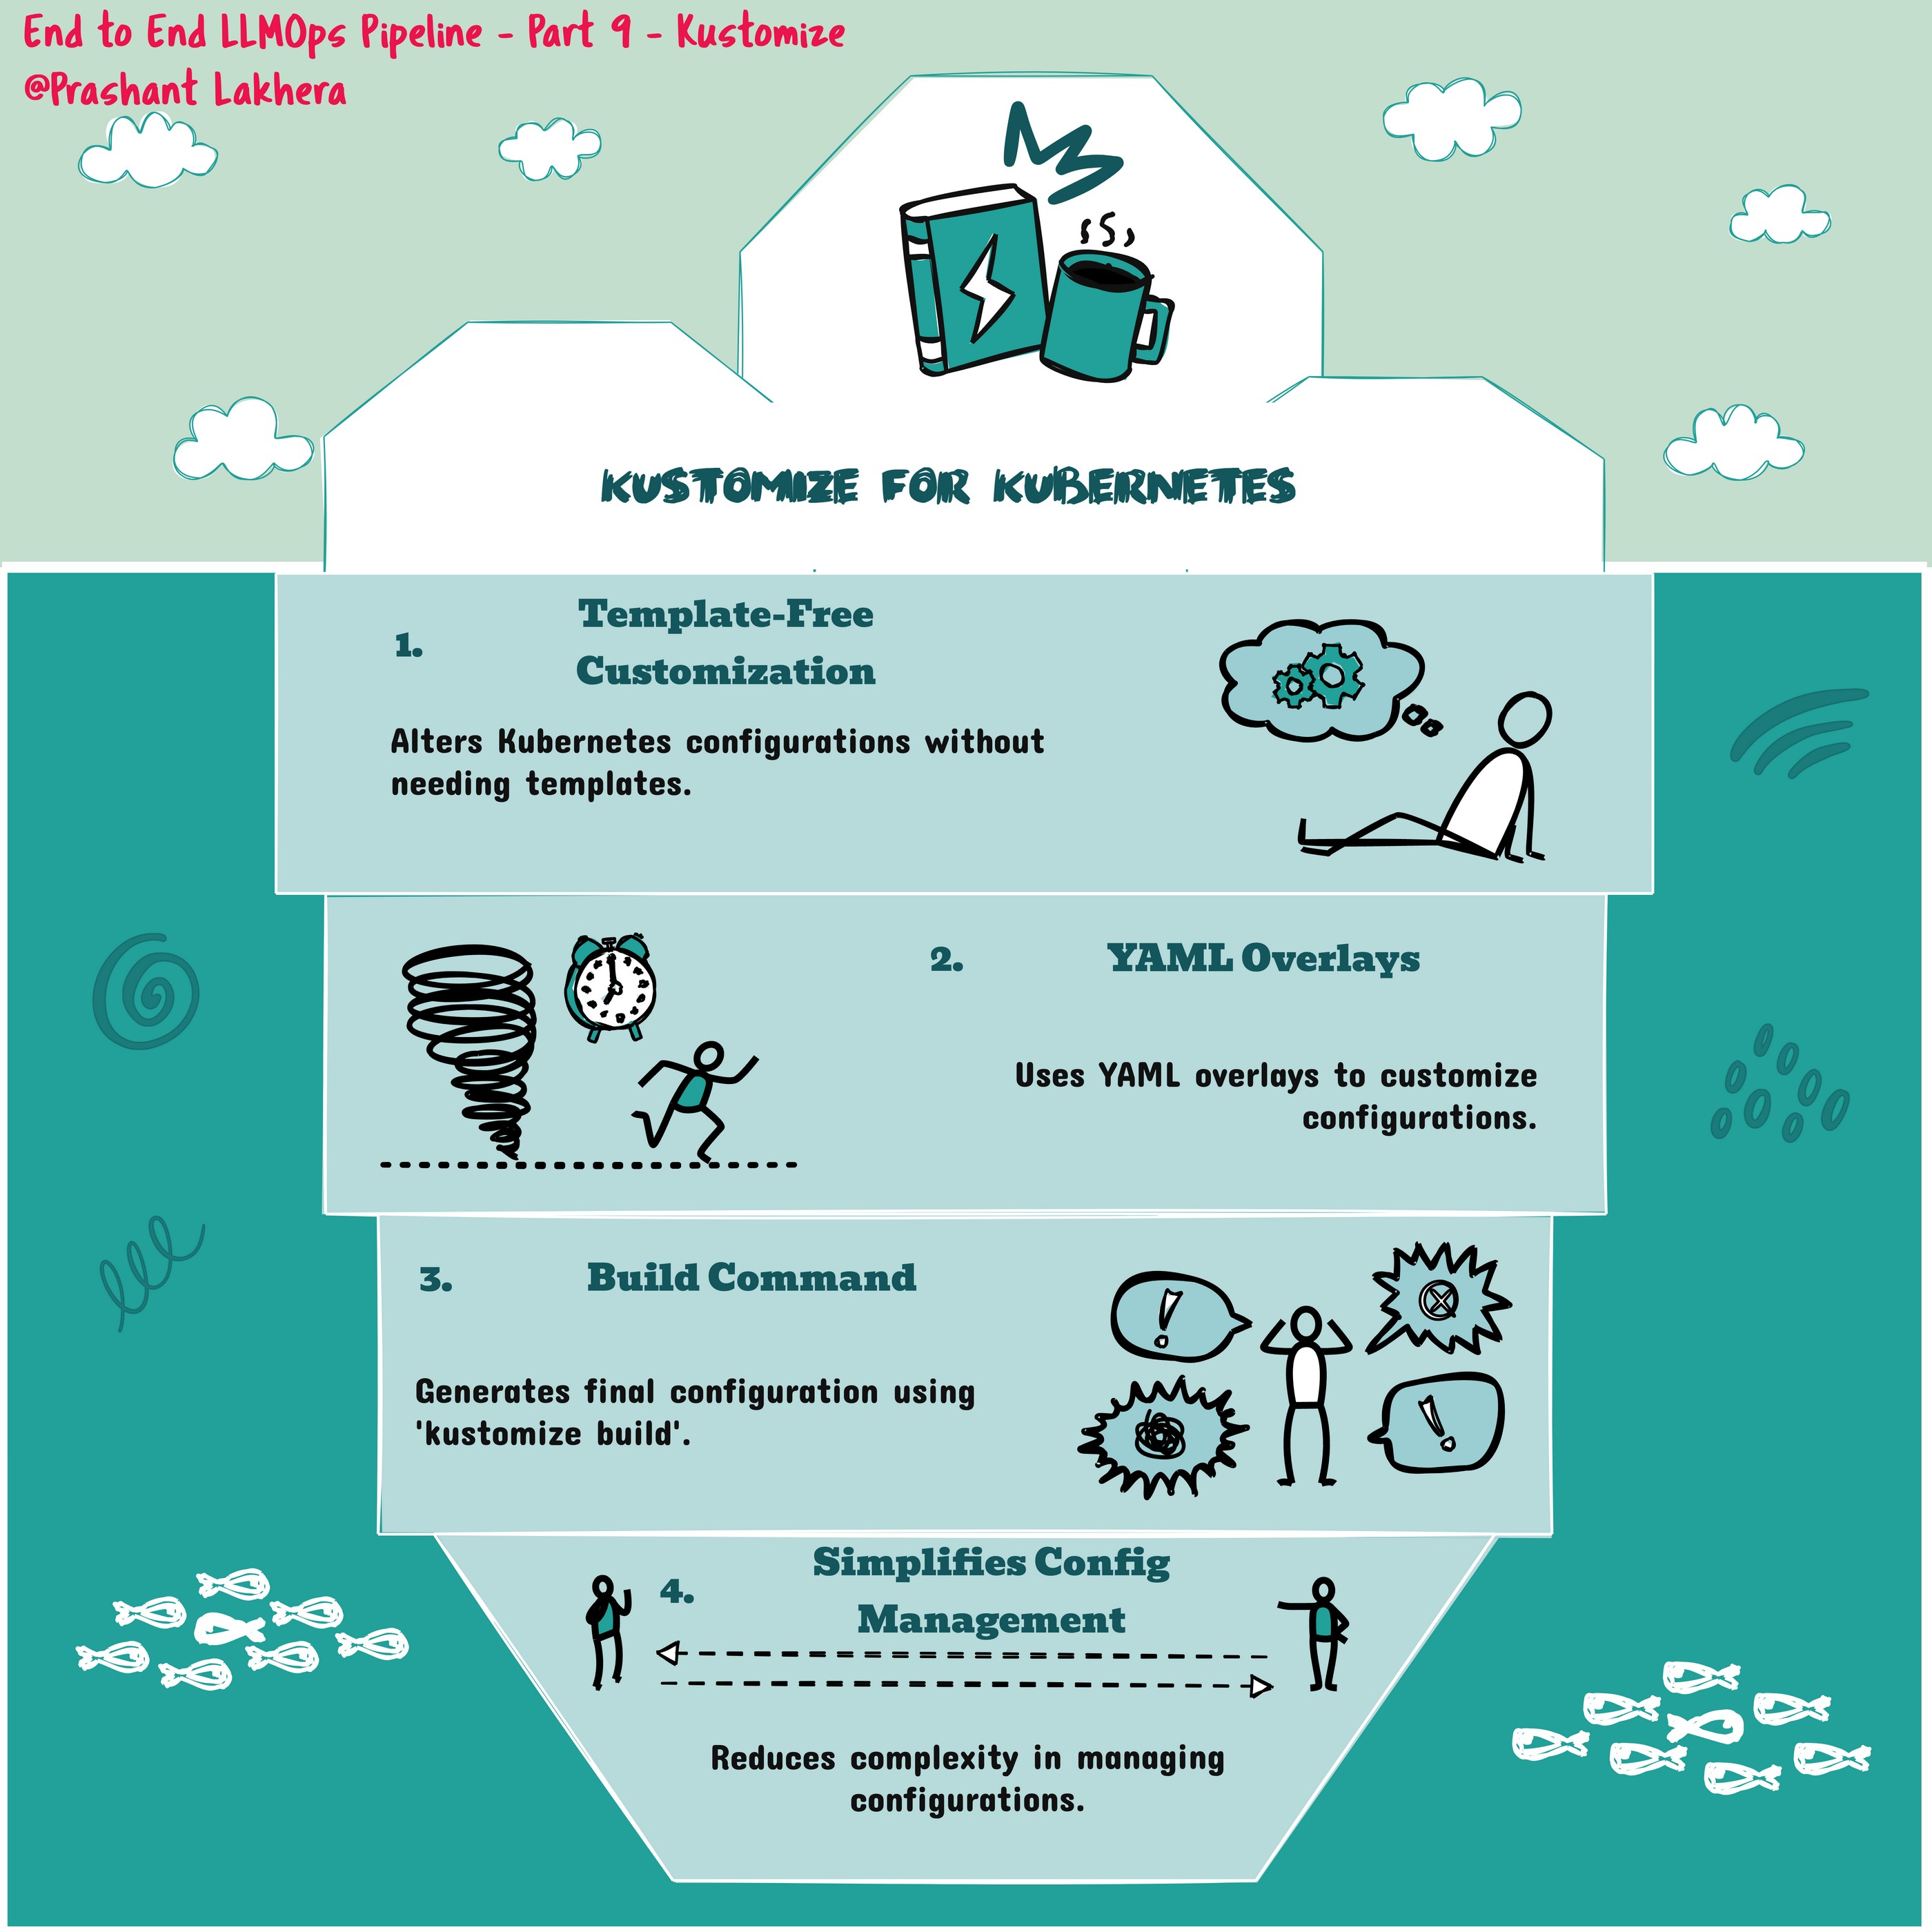 End to End LLMOps Pipeline - Part 9 - Kustomize
@Prashant Lakhera
KUSTOMIZE FOR KUBERNETES
1.
Template-Free
Customization
Alters Kubernetes configurations without
needing templates.
2.
YAML Overlays
Uses YAML overlays to customize
configurations.
3.
Build Command
Generates final configuration using
'kustomize build'.
4.
Simplifies Config
Management
Reduces complexity in managing
configurations.